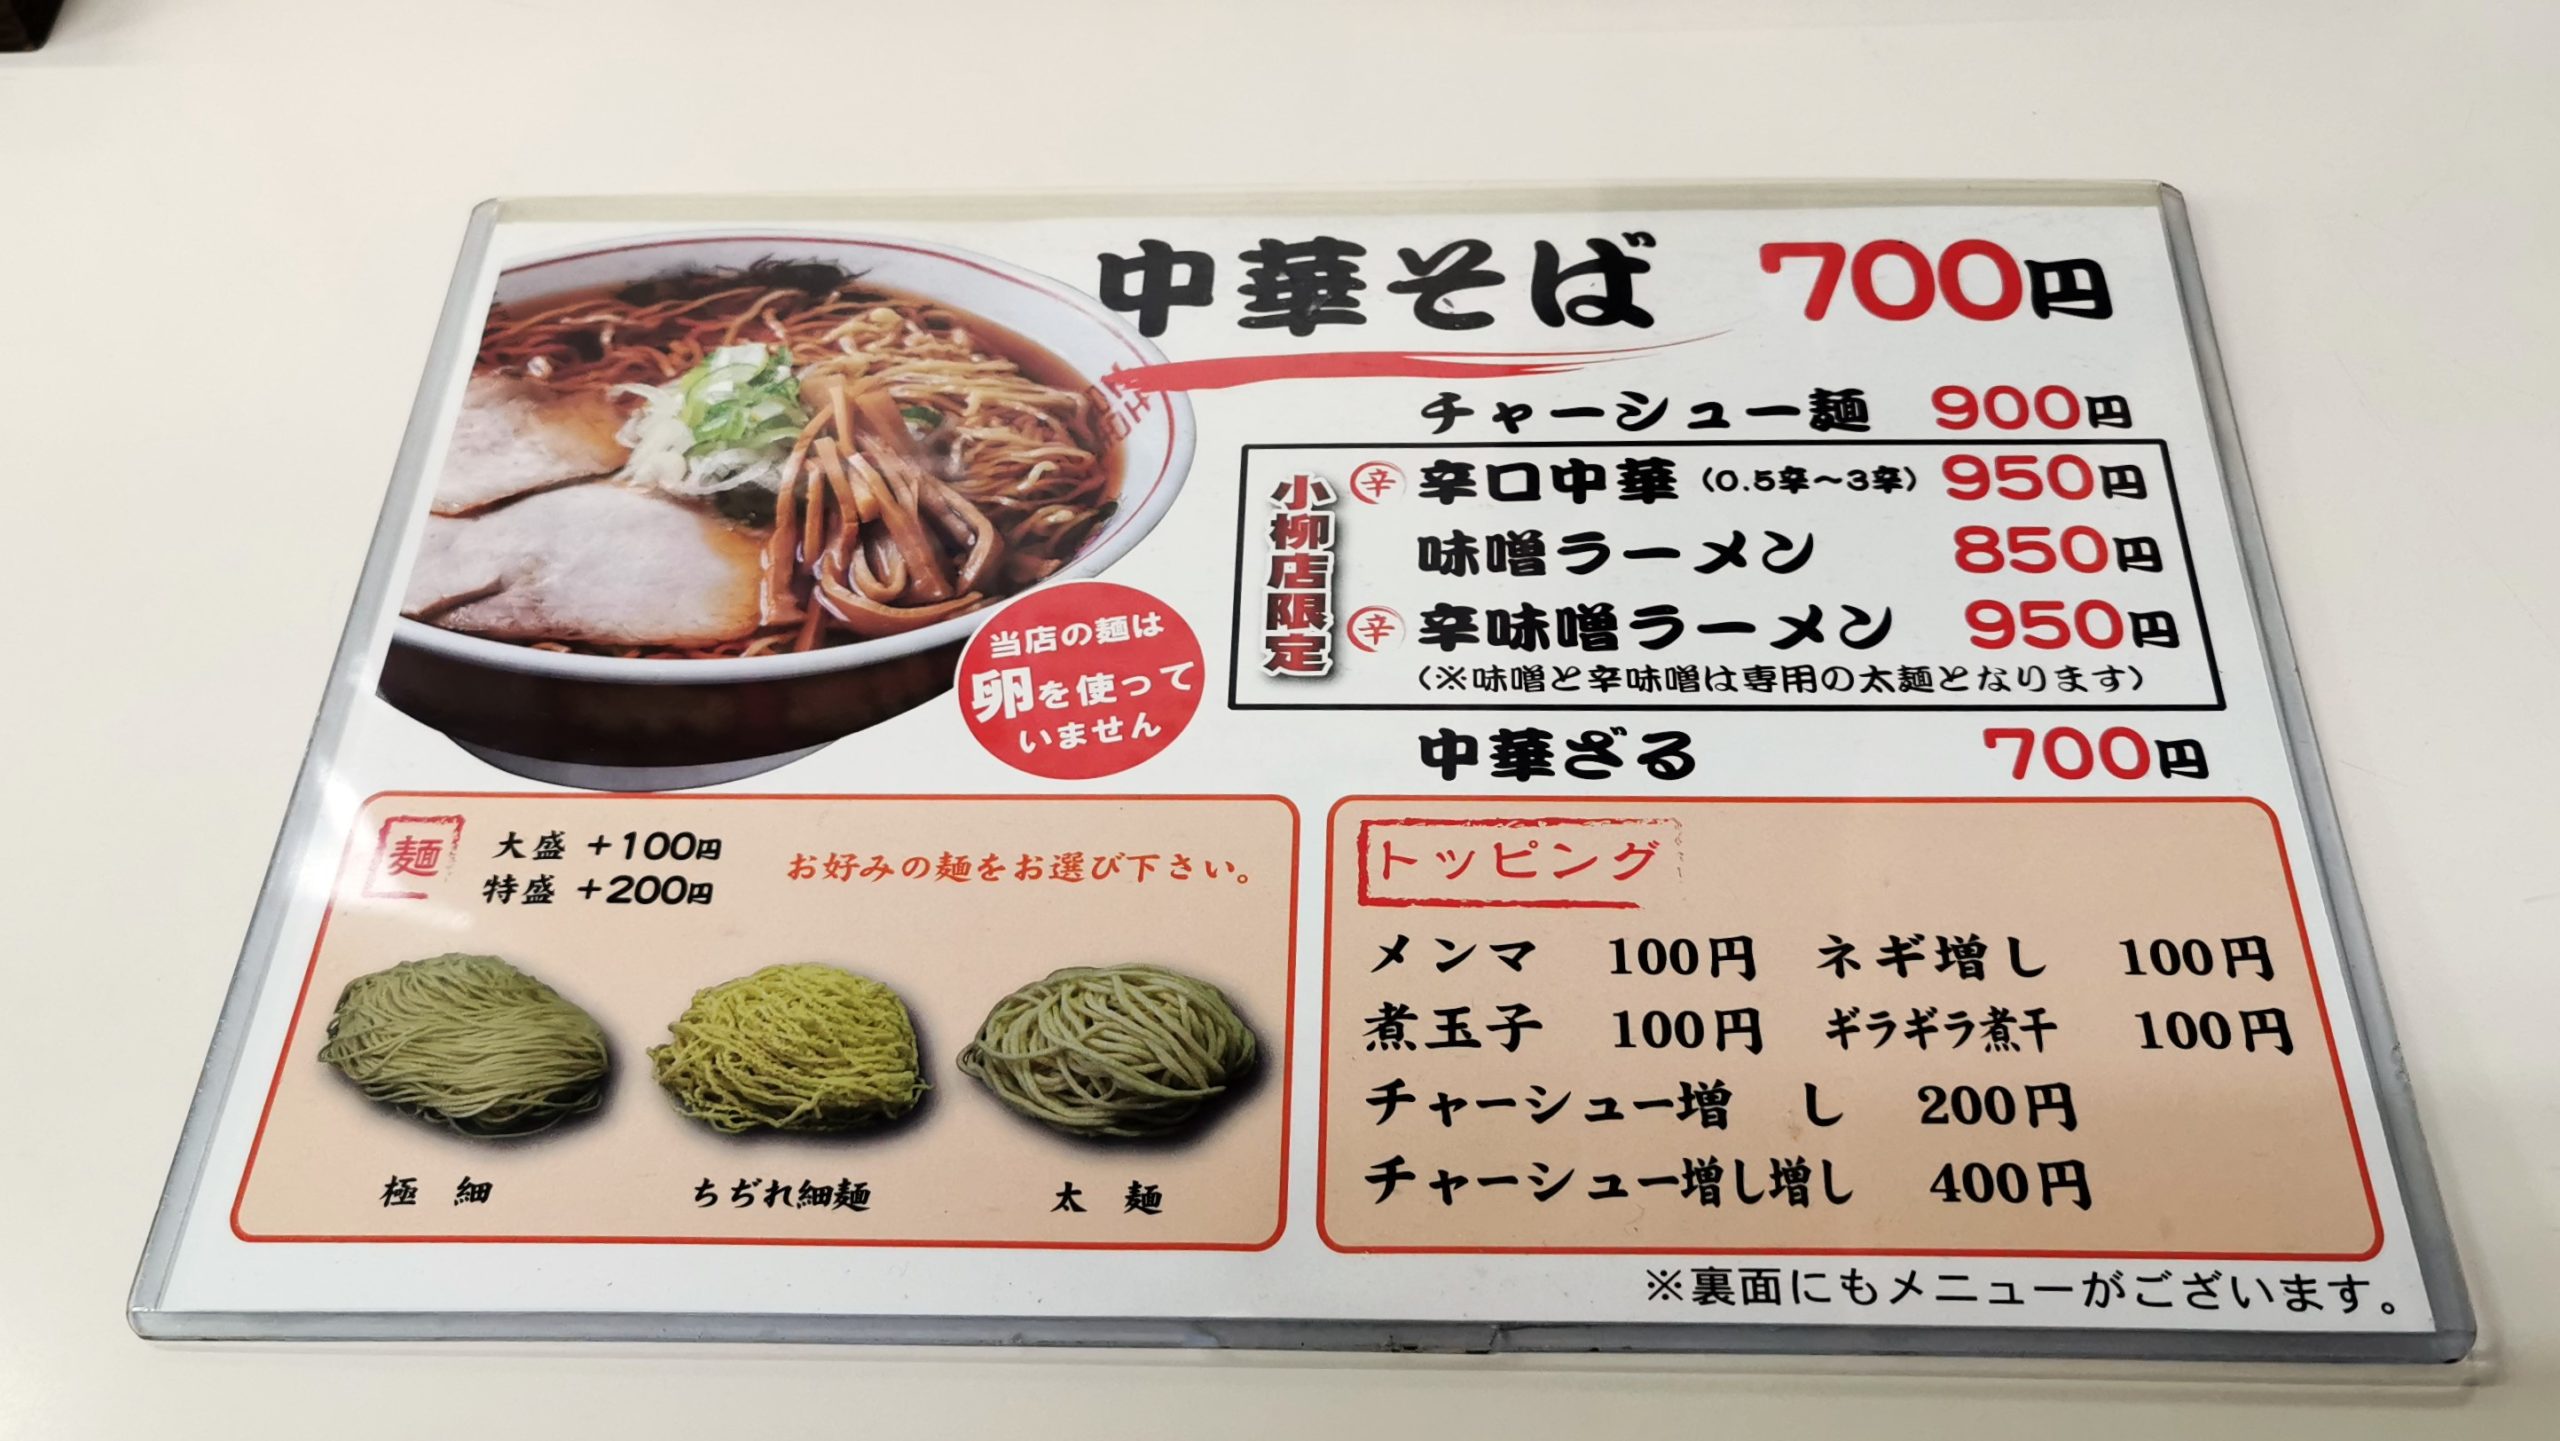 中華そば 700円
チャーシュー麺 900円
小柳店限定
辛 辛口中華 (0.5辛～3辛) 950円
味噌ラーメン 850円
辛 辛味噌ラーメン 950円
(※味噌と辛味噌は専用の太麺となります)
中華ざる 700円
当店の麺は
卵を使って
いません
麺
大盛 +100円
特盛 +200円
お好みの麺をお選び下さい。
極細 ちぢれ細麺 太麺
トッピング
メンマ 100円 ネギ増し 100円
煮玉子 100円 ギラギラ煮干 100円
チャーシュー増し 200円
チャーシュー増し増し 400円
※裏面にもメニューがございます。